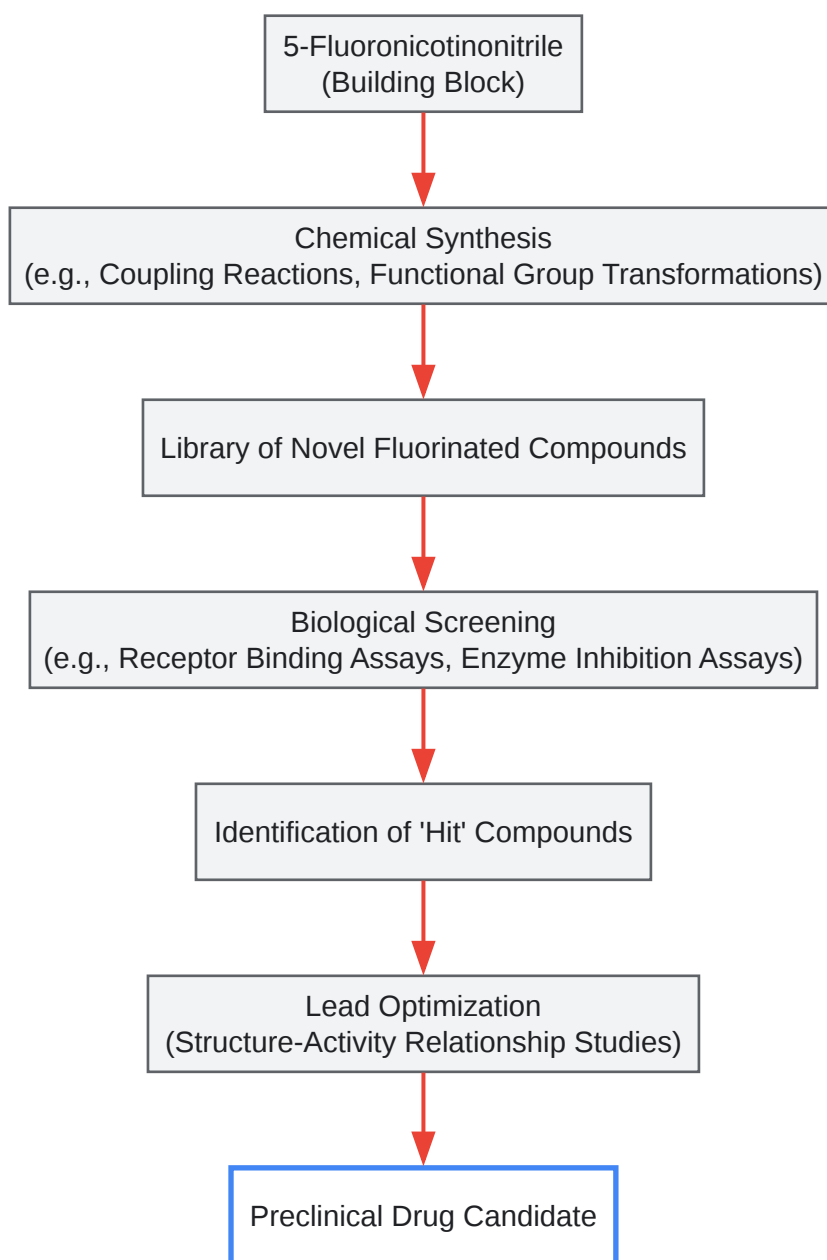 5-Fluoronicotinonitrile
(Building Block)
Chemical Synthesis
(e.g., Coupling Reactions, Functional Group Transformations)
Library of Novel Fluorinated Compounds
Biological Screening
(e.g., Receptor Binding Assays, Enzyme Inhibition Assays)
Identification of 'Hit' Compounds
Lead Optimization
(Structure-Activity Relationship Studies)
Preclinical Drug Candidate